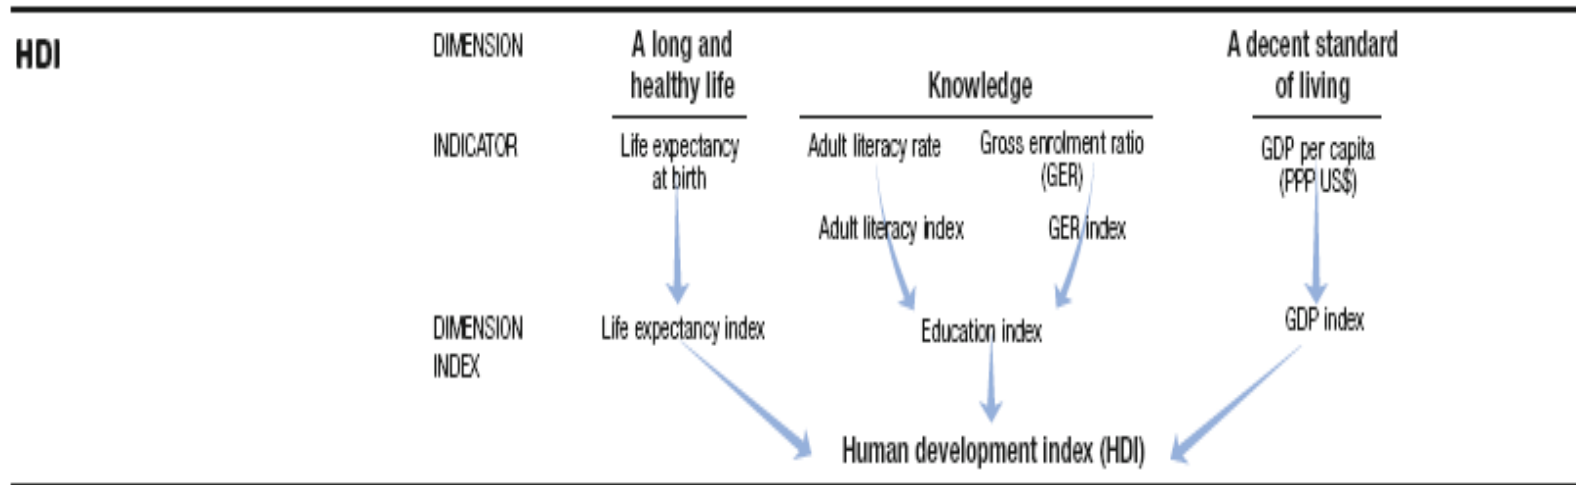 HDI
DIMENSION
A long and
healthy life
Knowledge
A decent standard
of living
INDICATOR
Life expectancy
at birth
Adult literacy rate
Gross enrolment ratio
(GER)
GDP per capita
(PPP US$)
Adult literacy index
GER index
DIMENSION
INDEX
Life expectancy index
Education index
GDP index
Human development index (HDI)